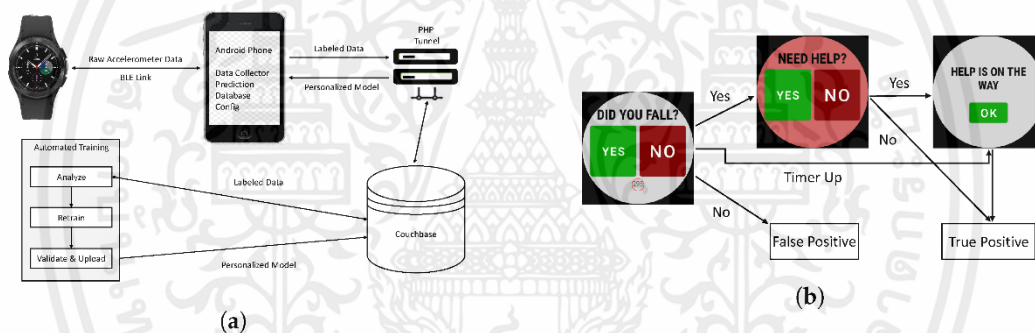 Raw Accelerometer Data
BLE Link
Android Phone
Data Collector
Prediction
Database
Config
Labeled Data
Personalized Model
PHP
Tunnel
Automated Training
Analyze
Retrain
Validate & Upload
Labeled Data
Personalized Model
Couchbase
(a)
DID YOU FALL?
YES
NO
Yes
NEED HELP?
YES
NO
Yes
HELP IS ON THE
WAY
OK
No
Timer Up
No
False Positive
True Positive
(b)